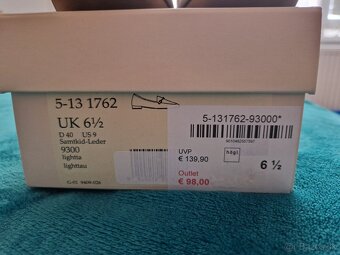 5-13 1762
UK 6½
D 40 US 9
Samtkid-Leder
9300
lightta
lighttau
5-131762-93000*
UVP
€ 139,90
högl
6 ½
Outlet
€ 98,00